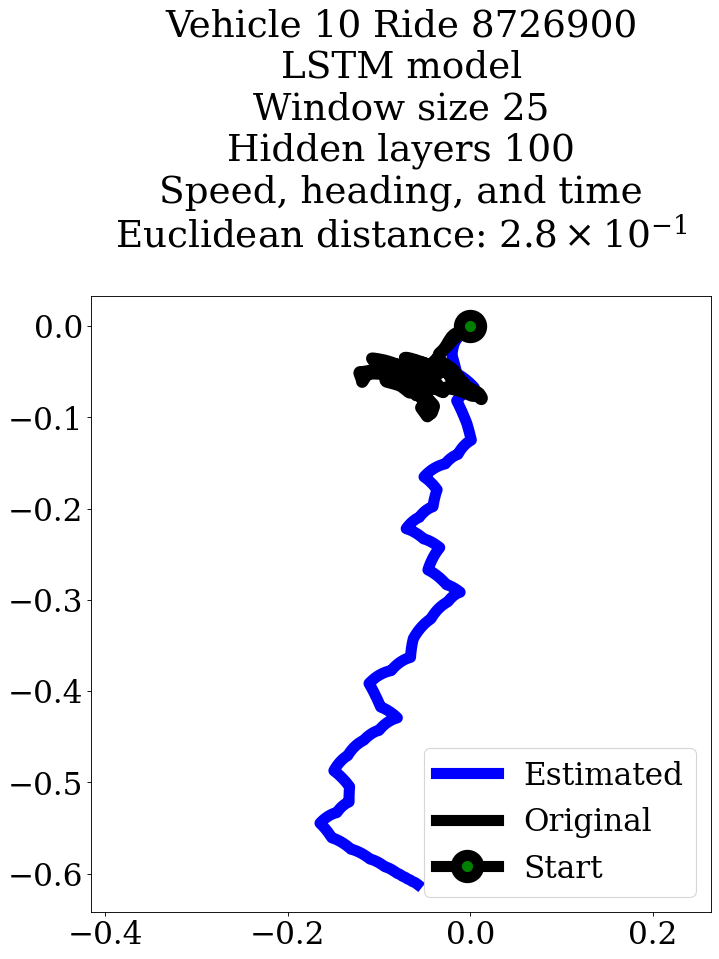 Vehicle 10 Ride 8726900
LSTM model
Window size 25
Hidden layers 100
Speed, heading, and time
Euclidean distance: 2.8 × 10⁻¹
0.0
−0.1
−0.2
−0.3
−0.4
−0.5
−0.6
Estimated
Original
Start
−0.4 −0.2 0.0 0.2